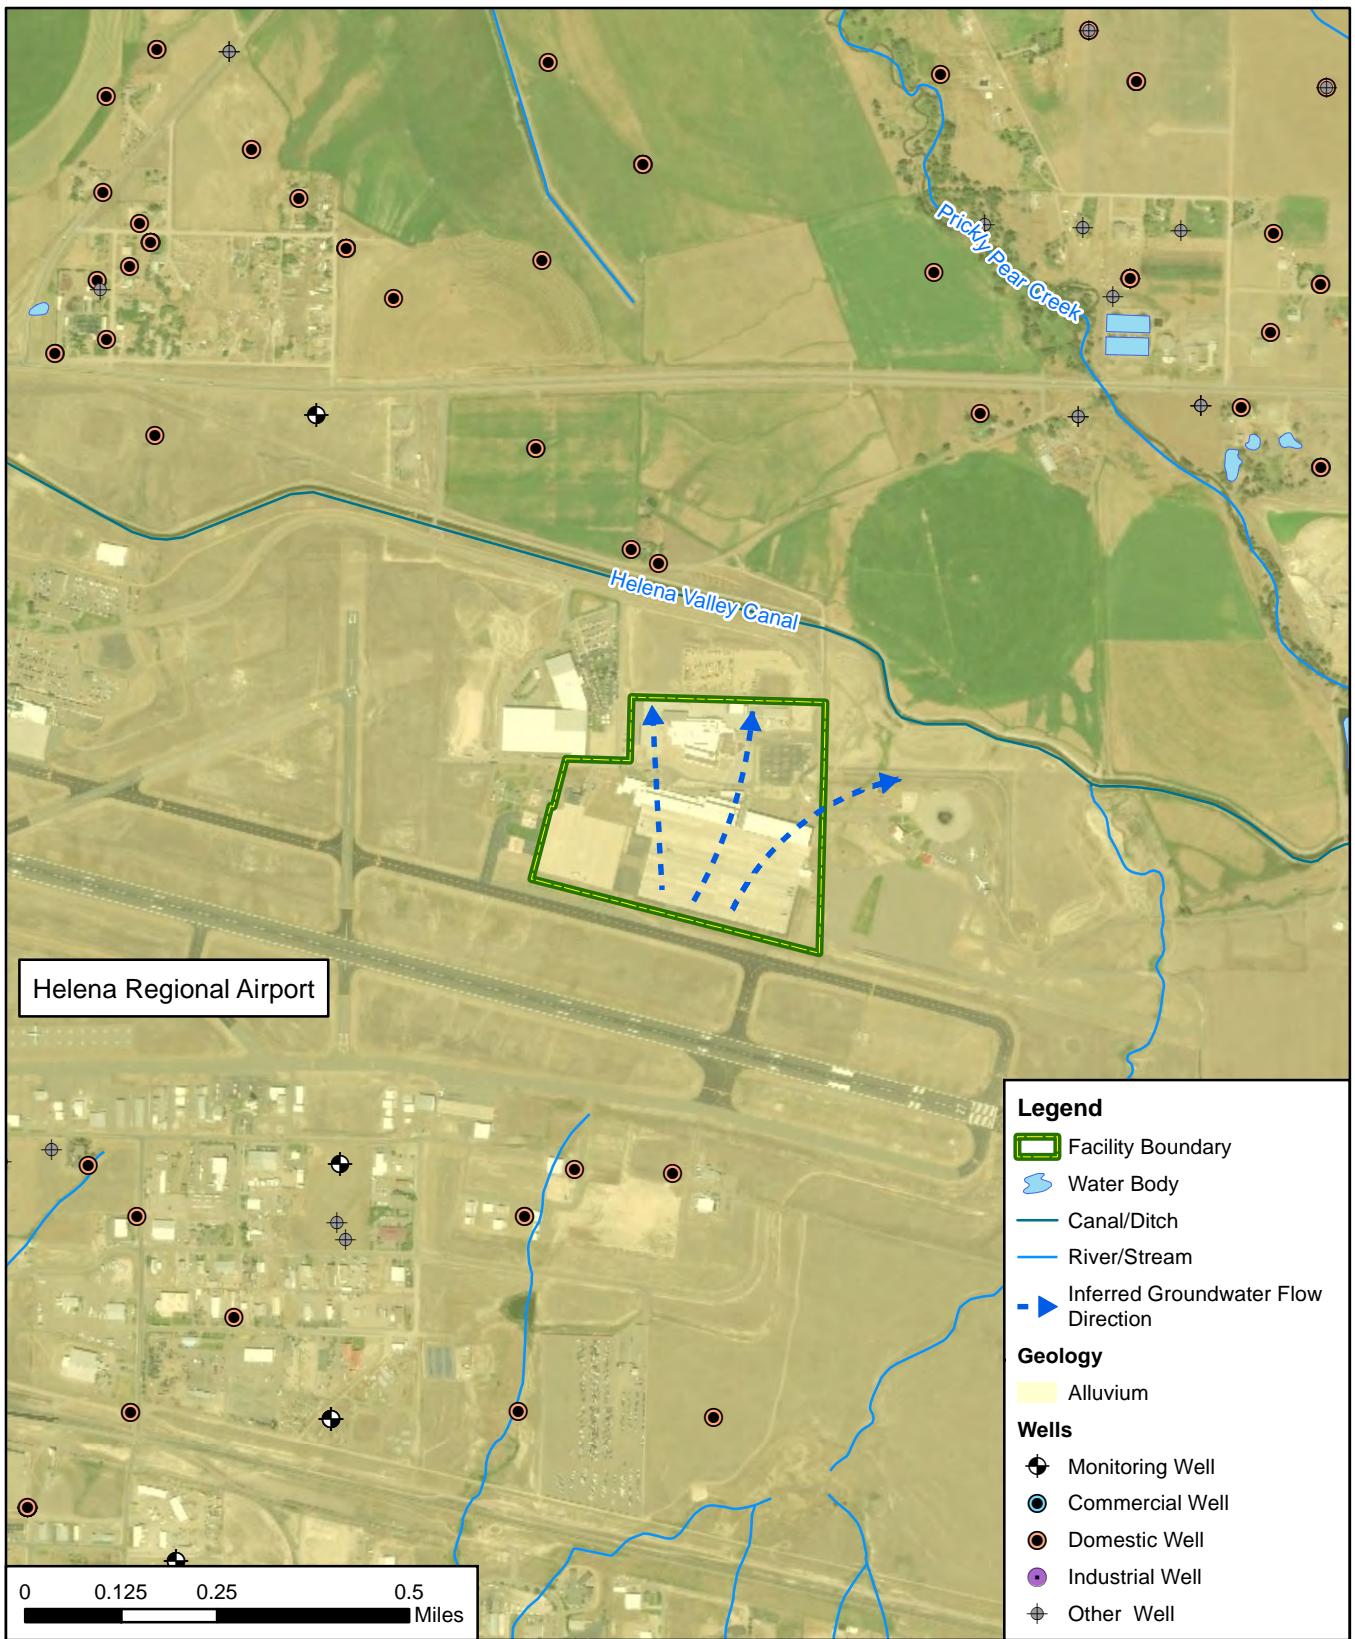 Prickly Pear Creek
Helena Valley Canal
Helena Regional Airport
Legend
Facility Boundary
Water Body
Canal/Ditch
River/Stream
Inferred Groundwater Flow
Direction
Geology
Alluvium
Wells
Monitoring Well
Commercial Well
Domestic Well
Industrial Well
Other Well
0 0.125 0.25 0.5
Miles